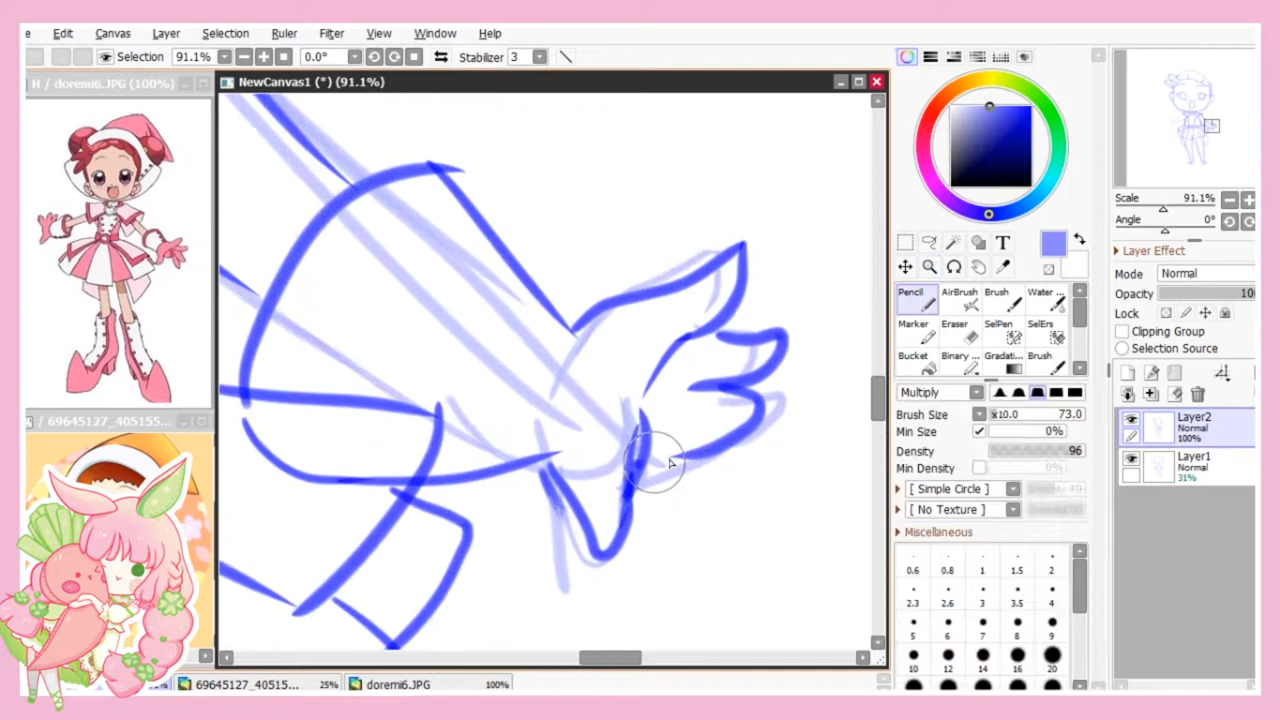 e Edit Canvas Layer Selection Ruler Filter View Window Help
Selection 91.1% 0.0° Stabilizer 3
H / doremi6.JPG (100%)
NewCanvas1 (*) (91.1%)
Scale 91.1%
Angle 0°
Layer Effect
Mode Normal
Opacity 10
Lock
Clipping Group
Selection Source
T
Pencil AirBrush Brush Water ...
Marker Eraser SelPen SelErs
Bucket Binary ... Gradati... Brush
Multiply
Brush Size x10.0 73.0
Min Size 0%
Density 96
Min Density 0%
[ Simple Circle ]
[ No Texture ]
Miscellaneous
0.6 0.8 1 1.5 2
2.3 2.6 3 3.5 4
5 6 7 8 9
10 12 14 16 20
Layer2
Normal
100%
Layer1
Normal
31%
/ 69645127_405155...
69645127_40515... 25% doremi6.JPG 100%